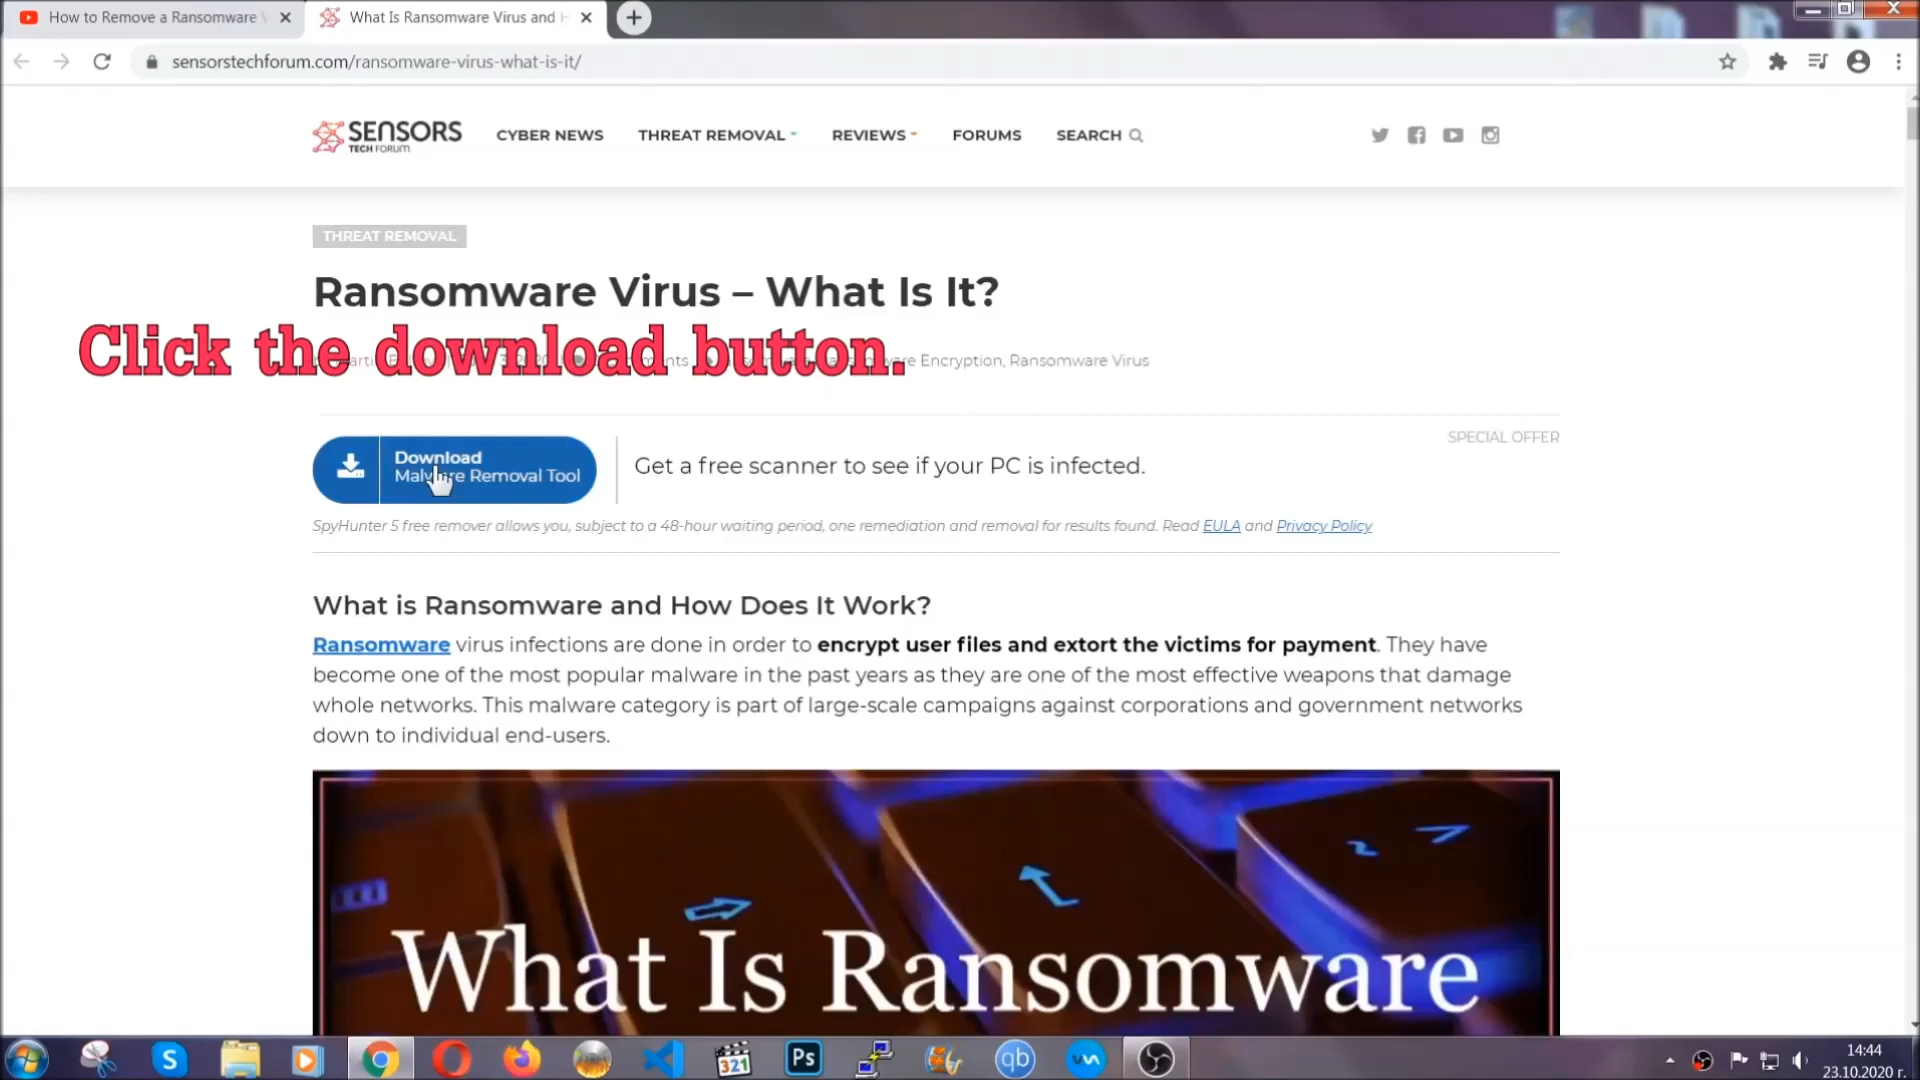 How to Remove a Ransomware
What Is Ransomware Virus and
sensorstechforum.com/ransomware-virus-what-is-it/
SENSORS
TECH FORUM
CYBER NEWS
THREAT REMOVAL
REVIEWS
FORUMS
SEARCH
THREAT REMOVAL
Ransomware Virus – What Is It?
Click the download button.
Encryption, Ransomware Virus
SPECIAL OFFER
Download
Malware Removal Tool
Get a free scanner to see if your PC is infected.
SpyHunter 5 free remover allows you, subject to a 48-hour waiting period, one remediation and removal for results found. Read EULA and Privacy Policy
What is Ransomware and How Does It Work?
Ransomware virus infections are done in order to encrypt user files and extort the victims for payment. They have
become one of the most popular malware in the past years as they are one of the most effective weapons that damage
whole networks. This malware category is part of large-scale campaigns against corporations and government networks
down to individual end-users.
What Is Ransomware
S
321
Ps
qb
14:44
23.10.2020 г.